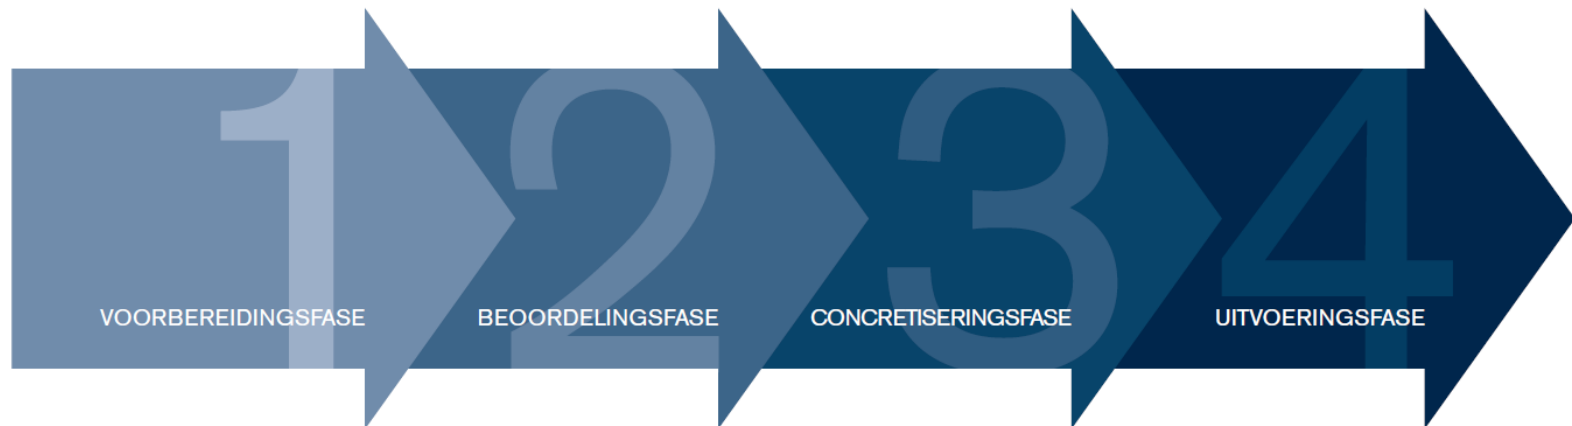 1
VOORBEREIDINGSFASE
2
BEOORDELINGSFASE
3
CONCRETISERINGSFASE
4
UITVOERINGSFASE